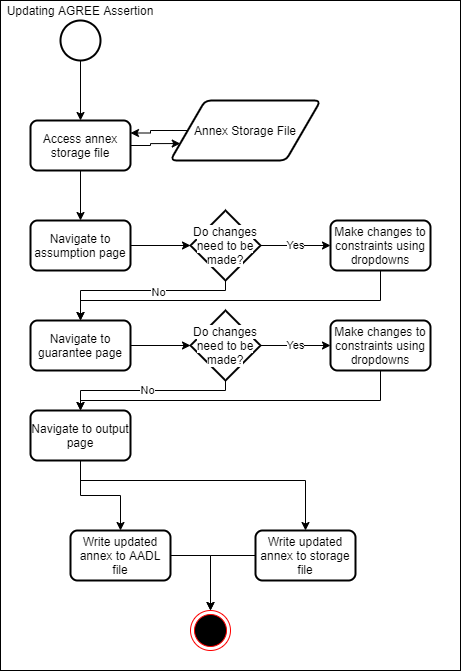 Updating AGREE Assertion
Access annex
storage file
Annex Storage File
Navigate to
assumption page
Do changes
need to be
made?
Yes
Make changes to
constraints using
dropdowns
No
Navigate to
guarantee page
Do changes
need to be
made?
Yes
Make changes to
constraints using
dropdowns
No
Navigate to output
page
Write updated
annex to AADL
file
Write updated
annex to storage
file